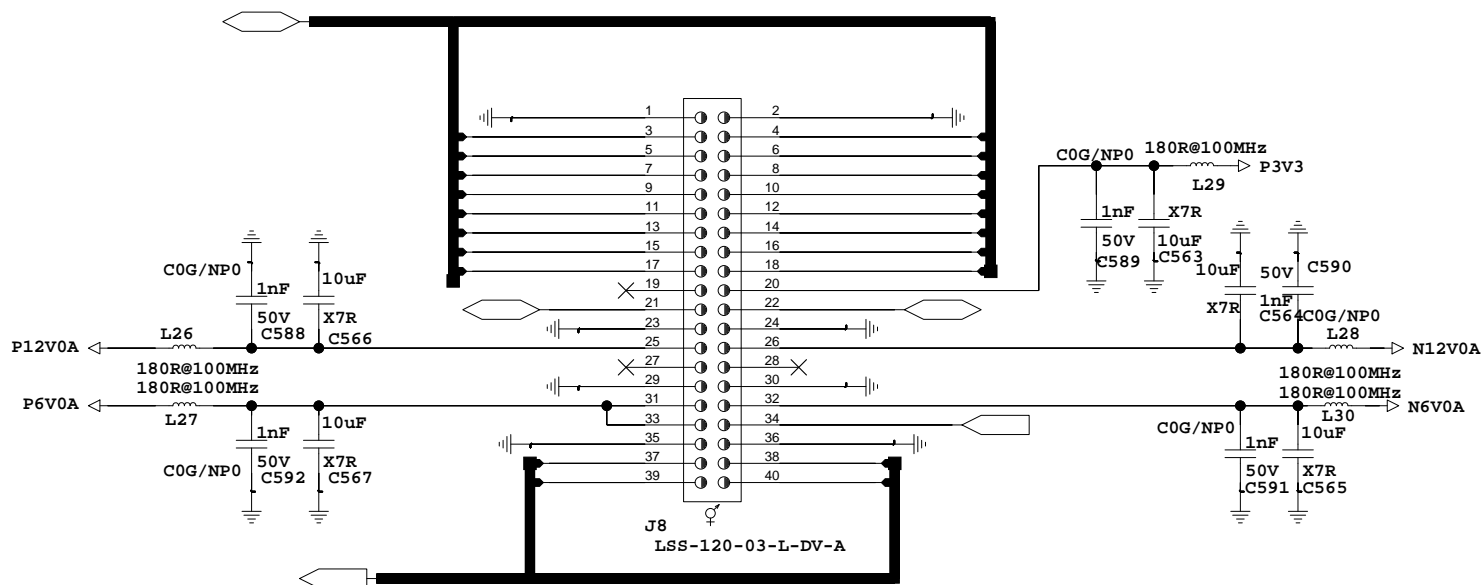 1 2
3 4
5 6
7 8
9 10
11 12
13 14
15 16
17 18
19 20
21 22
23 24
25 26
27 28
29 30
31 32
33 34
35 36
37 38
39 40
J8
LSS-120-03-L-DV-A
C0G/NP0
1nF
50V
C588
10uF
X7R
C566
L26
P12V0A
180R@100MHz
180R@100MHz
P6V0A
L27
1nF
C0G/NP0
50V
C592
10uF
X7R
C567
C0G/NP0
180R@100MHz
P3V3
L29
1nF
50V
C589
X7R
10uF
C563
10uF
X7R
50V
C590
1nF
C564
C0G/NP0
L28
N12V0A
180R@100MHz
180R@100MHz
N6V0A
L30
C0G/NP0
1nF
50V
C591
10uF
X7R
C565